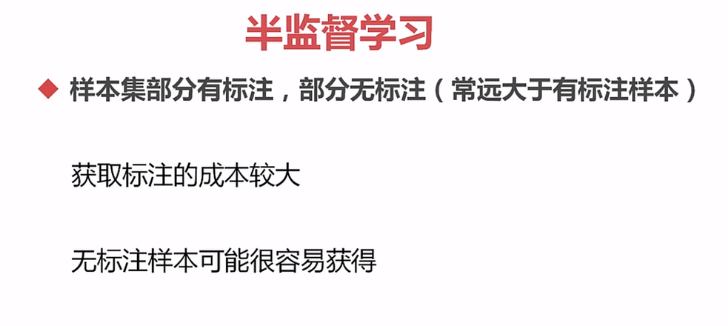 半监督学习
样本集部分有标注，部分无标注（常远大于有标注样本）
获取标注的成本较大
无标注样本可能很容易获得